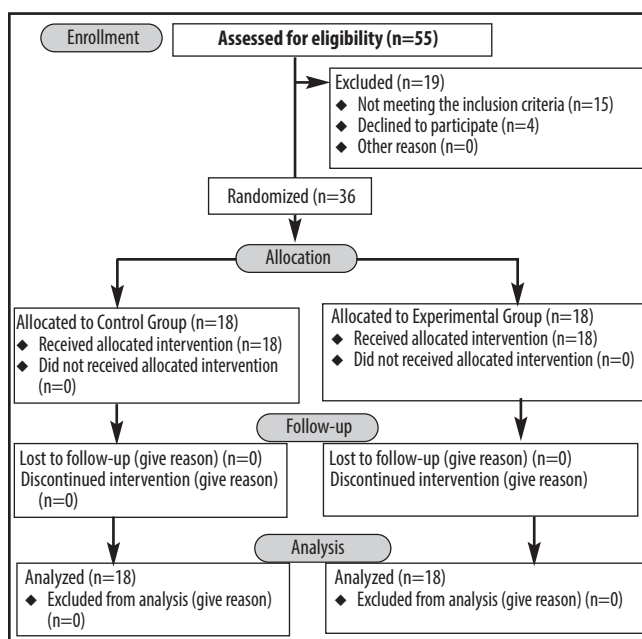 Enrollment
Assessed for eligibility (n=55)
Excluded (n=19)
◆ Not meeting the inclusion criteria (n=15)
◆ Declined to participate (n=4)
◆ Other reason (n=0)
Randomized (n=36
Allocation
Allocated to Control Group (n=18)
◆ Received allocated intervention (n=18)
◆ Did not received allocated intervention
(n=0)
Allocated to Experimental Group (n=18)
◆ Received allocated intervention (n=18)
◆ Did not received allocated intervention (n=0)
Follow-up
Lost to follow-up (give reason) (n=0)
Discontinued intervention (give reason)
(n=0)
Lost to follow-up (give reason) (n=0)
Discontinued intervention (give reason)
Analysis
Analyzed (n=18)
◆ Excluded from analysis (give reason)
(n=0)
Analyzed (n=18)
◆ Excluded from analysis (give reason) (n=0)